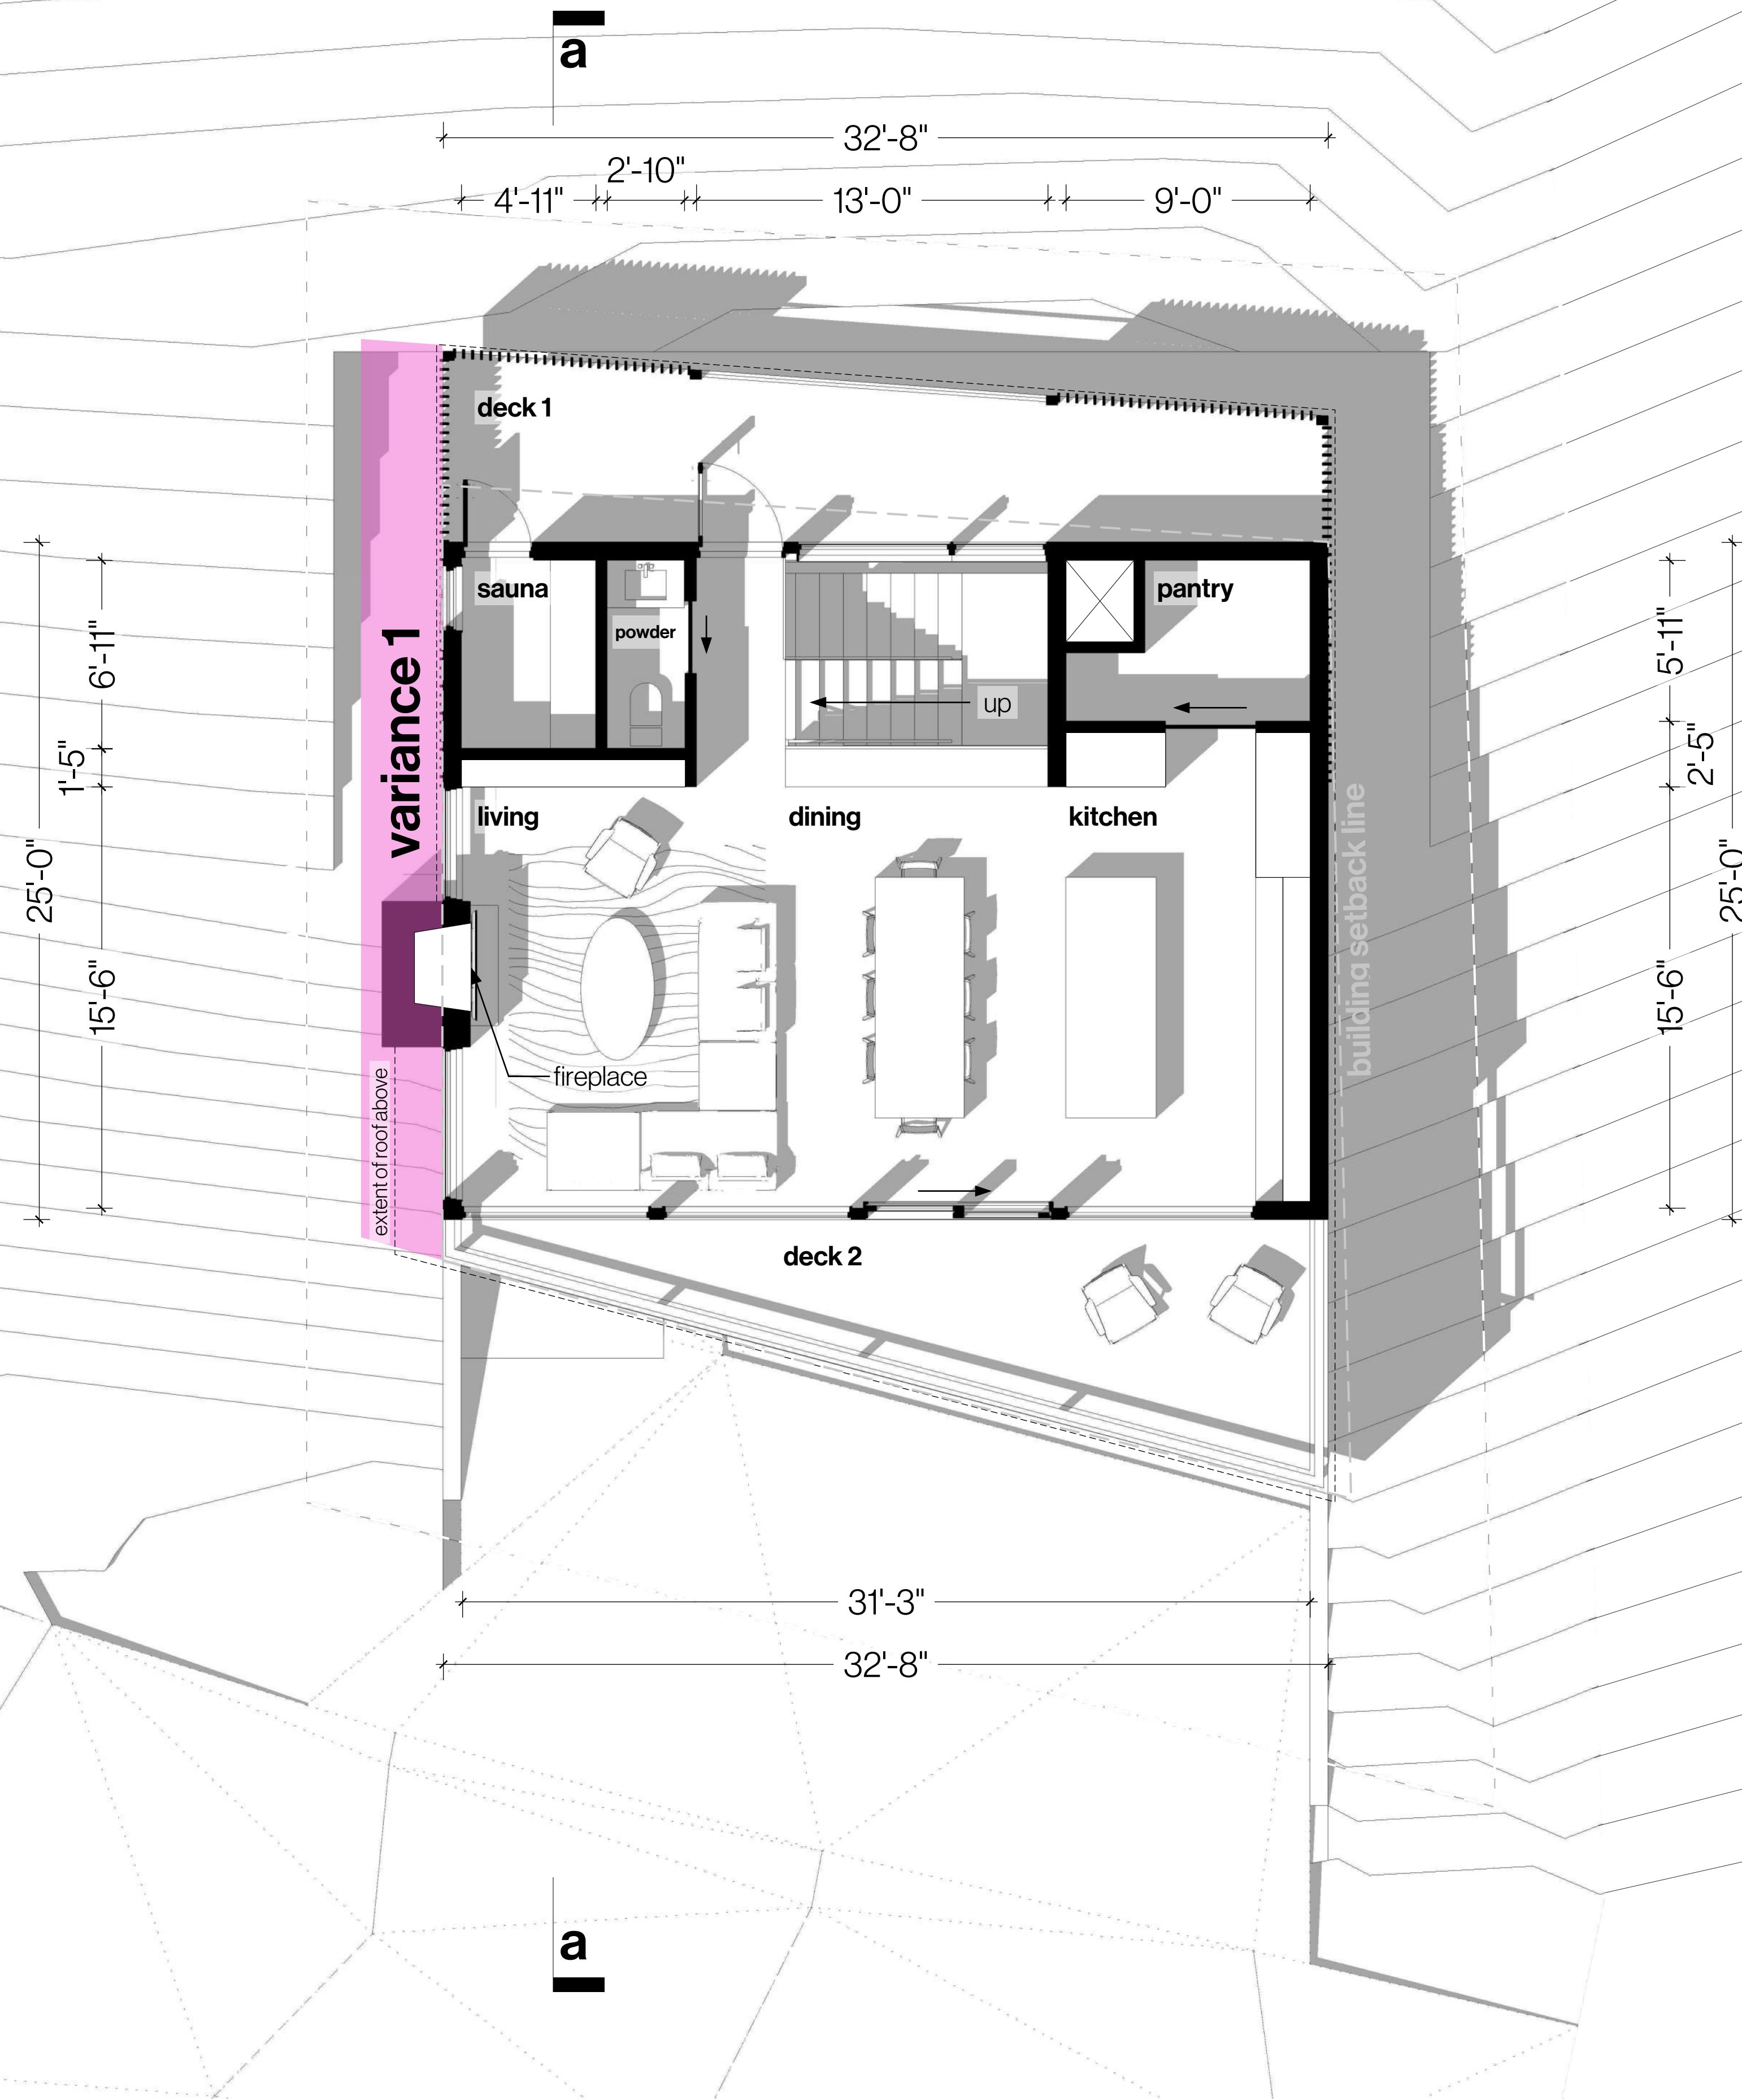 a
32'-8"
2'-10"
4'-11"
13'-0"
9'-0"
deck 1
sauna
powder
pantry
up
variance 1
6'-11"
1'-5"
25'-0"
15'-6"
5'-11"
2'-5"
25'-0"
15'-6"
living
dining
kitchen
building setback line
fireplace
extent of roof above
deck 2
31'-3"
32'-8"
a